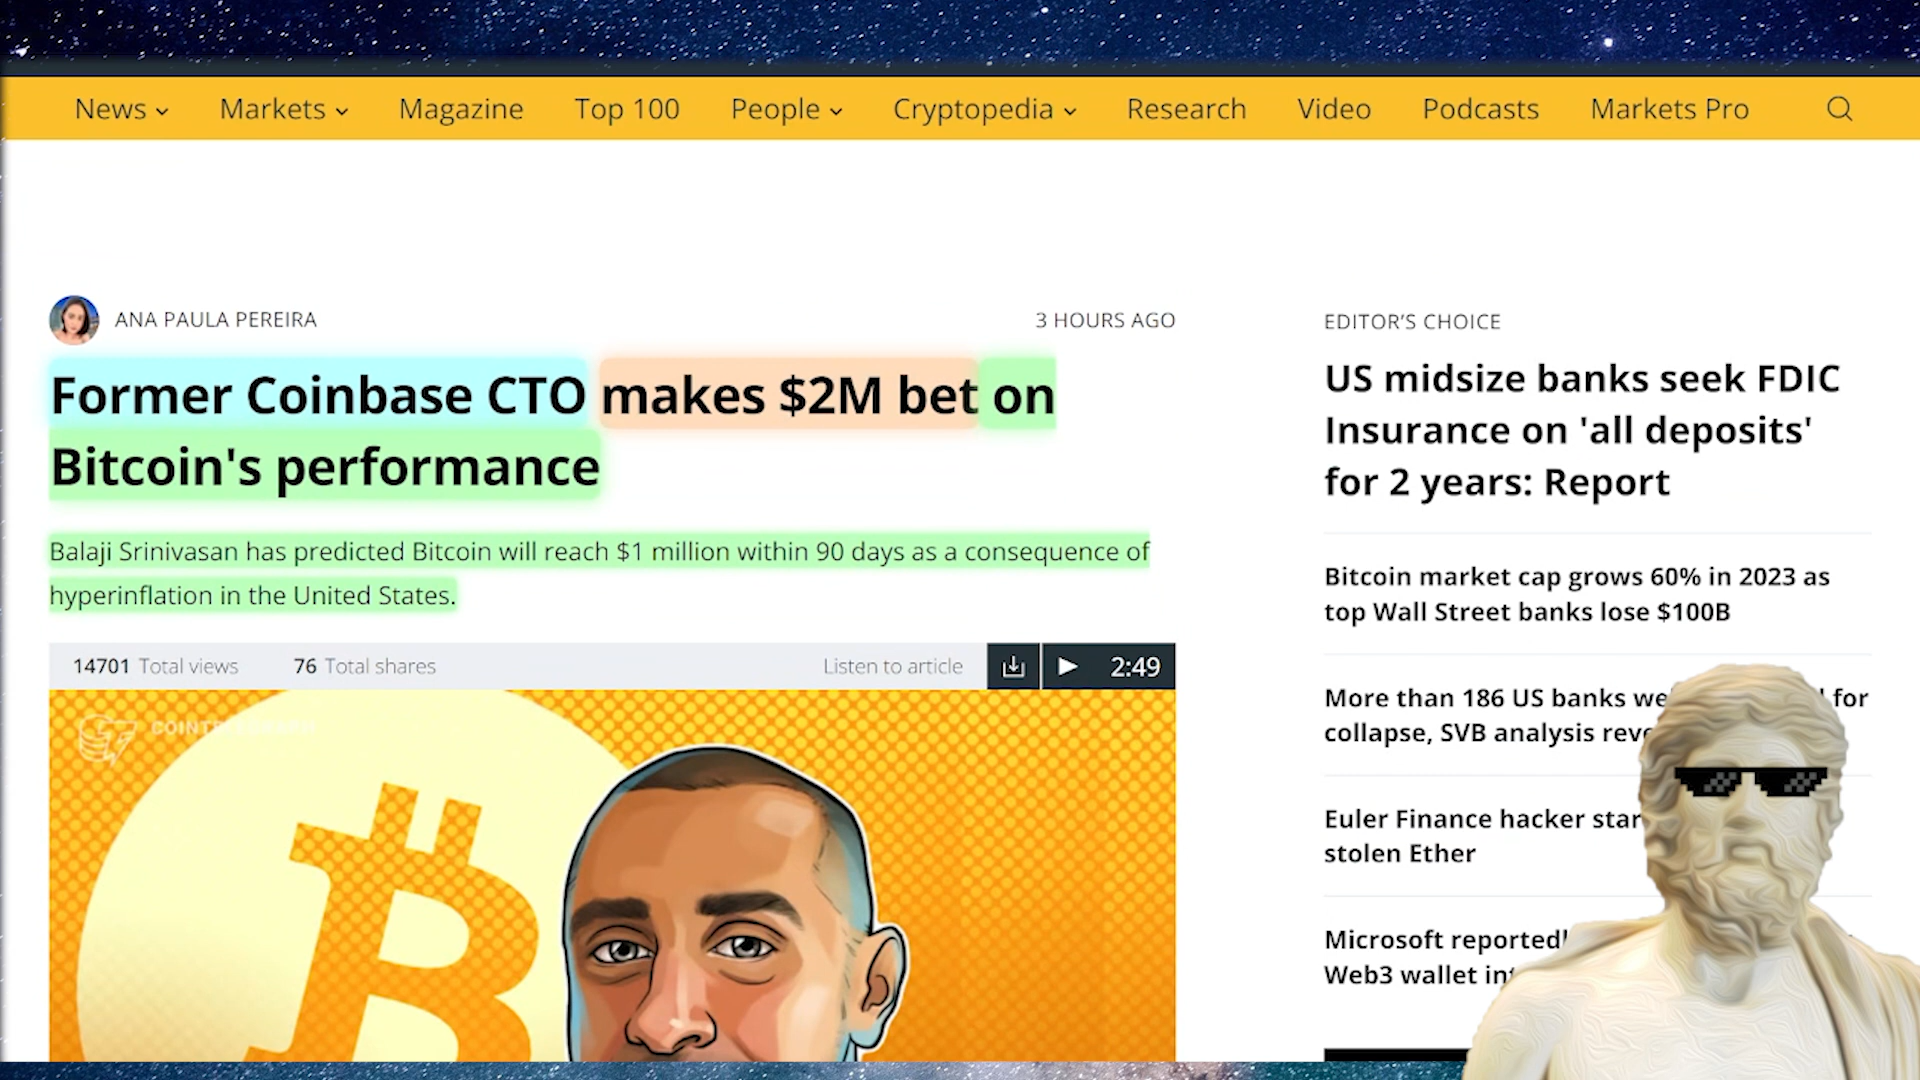 News Markets Magazine Top 100 People Cryptopedia Research Video Podcasts Markets Pro
ANA PAULA PEREIRA
3 HOURS AGO
Former Coinbase CTO makes $2M bet on
Bitcoin's performance
Balaji Srinivasan has predicted Bitcoin will reach $1 million within 90 days as a consequence of
hyperinflation in the United States.
14701 Total views 76 Total shares Listen to article 2:49
EDITOR'S CHOICE
US midsize banks seek FDIC
Insurance on 'all deposits'
for 2 years: Report
Bitcoin market cap grows 60% in 2023 as
top Wall Street banks lose $100B
More than 186 US banks for
collapse, SVB analysis
Euler Finance hacker
stolen Ether
Microsoft
Web3 wallet